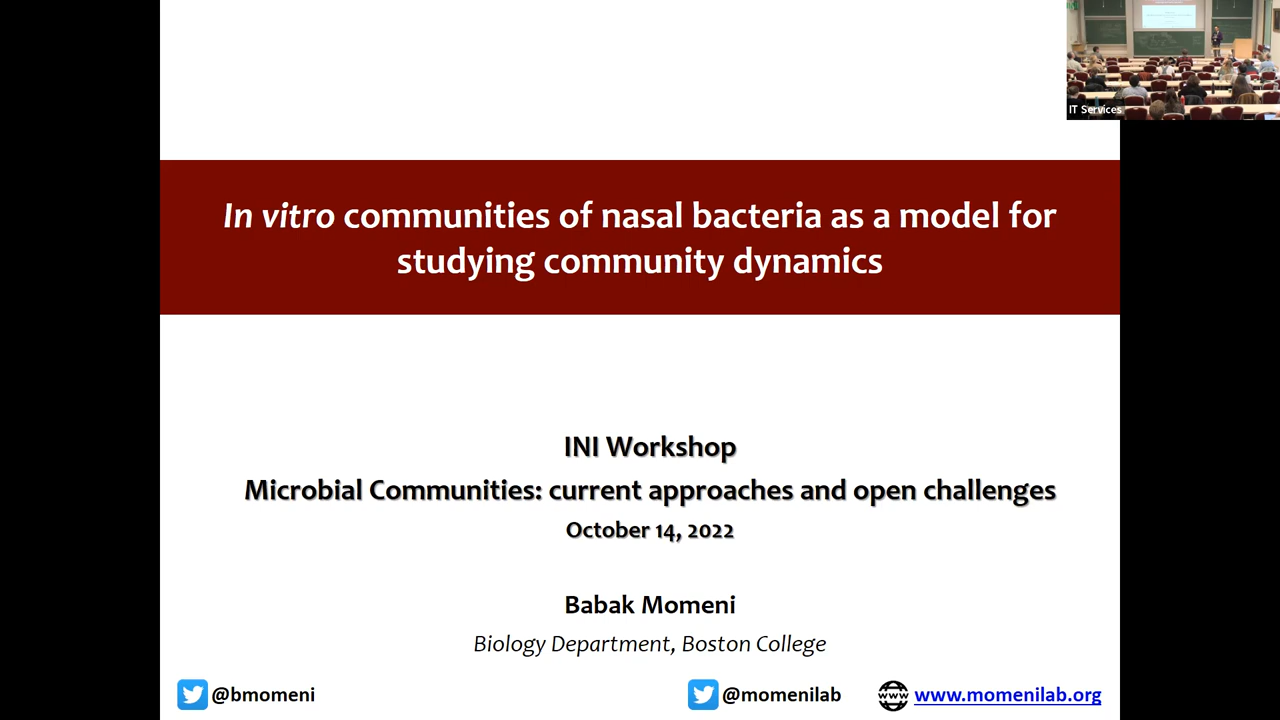 IT Services
In vitro communities of nasal bacteria as a model for
studying community dynamics
INI Workshop
Microbial Communities: current approaches and open challenges
October 14, 2022
Babak Momeni
Biology Department, Boston College
@bmomeni
@momenilab
www
www.momenilab.org